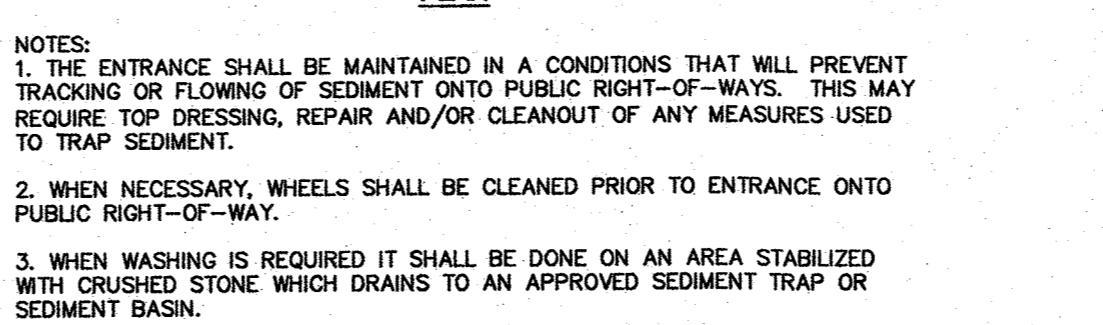 NOTES:
1. THE ENTRANCE SHALL BE MAINTAINED IN A CONDITIONS THAT WILL PREVENT
TRACKING OR FLOWING OF SEDIMENT ONTO PUBLIC RIGHT-OF-WAYS. THIS MAY
REQUIRE TOP DRESSING, REPAIR AND/OR CLEANOUT OF ANY MEASURES USED
TO TRAP SEDIMENT.
2. WHEN NECESSARY, WHEELS SHALL BE CLEANED PRIOR TO ENTRANCE ONTO
PUBLIC RIGHT-OF-WAY.
3. WHEN WASHING IS REQUIRED IT SHALL BE DONE ON AN AREA STABILIZED
WITH CRUSHED STONE WHICH DRAINS TO AN APPROVED SEDIMENT TRAP OR
SEDIMENT BASIN.